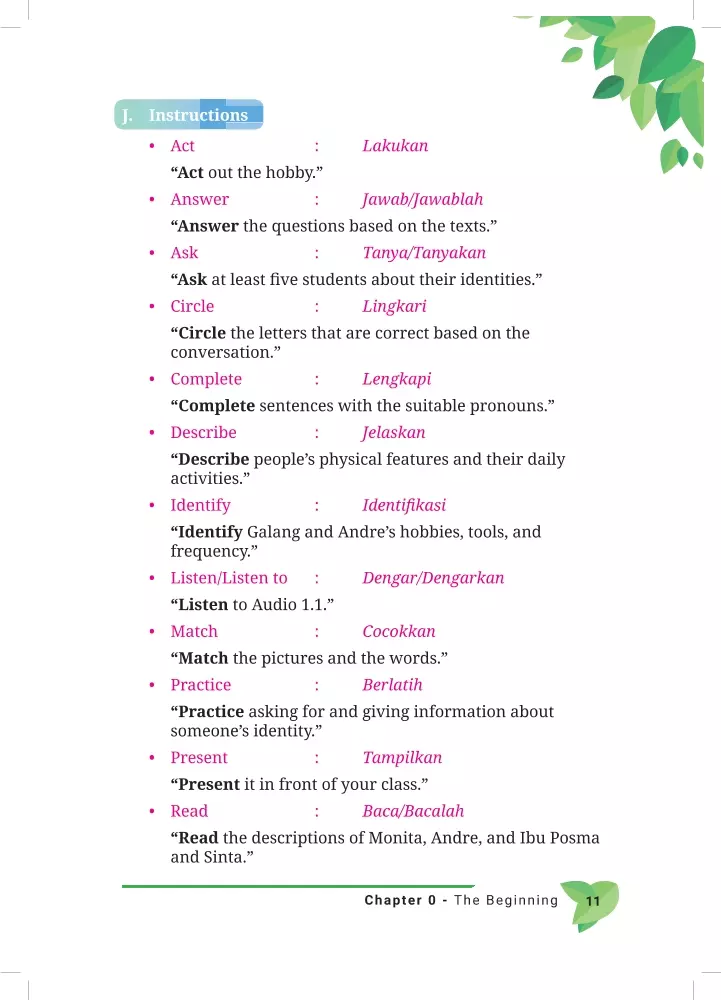 J. Instructions
• Act : Lakukan
“Act out the hobby.”
• Answer : Jawab/Jawablah
“Answer the questions based on the texts.”
• Ask : Tanya/Tanyakan
“Ask at least five students about their identities.”
• Circle : Lingkari
“Circle the letters that are correct based on the
conversation.”
• Complete : Lengkapi
“Complete sentences with the suitable pronouns.”
• Describe : Jelaskan
“Describe people’s physical features and their daily
activities.”
• Identify : Identifikasi
“Identify Galang and Andre’s hobbies, tools, and
frequency.”
• Listen/Listen to : Dengar/Dengarkan
“Listen to Audio 1.1.”
• Match : Cocokkan
“Match the pictures and the words.”
• Practice : Berlatih
“Practice asking for and giving information about
someone’s identity.”
• Present : Tampilkan
“Present it in front of your class.”
• Read : Baca/Bacalah
“Read the descriptions of Monita, Andre, and Ibu Posma
and Sinta.”
Chapter 0 - The Beginning 11